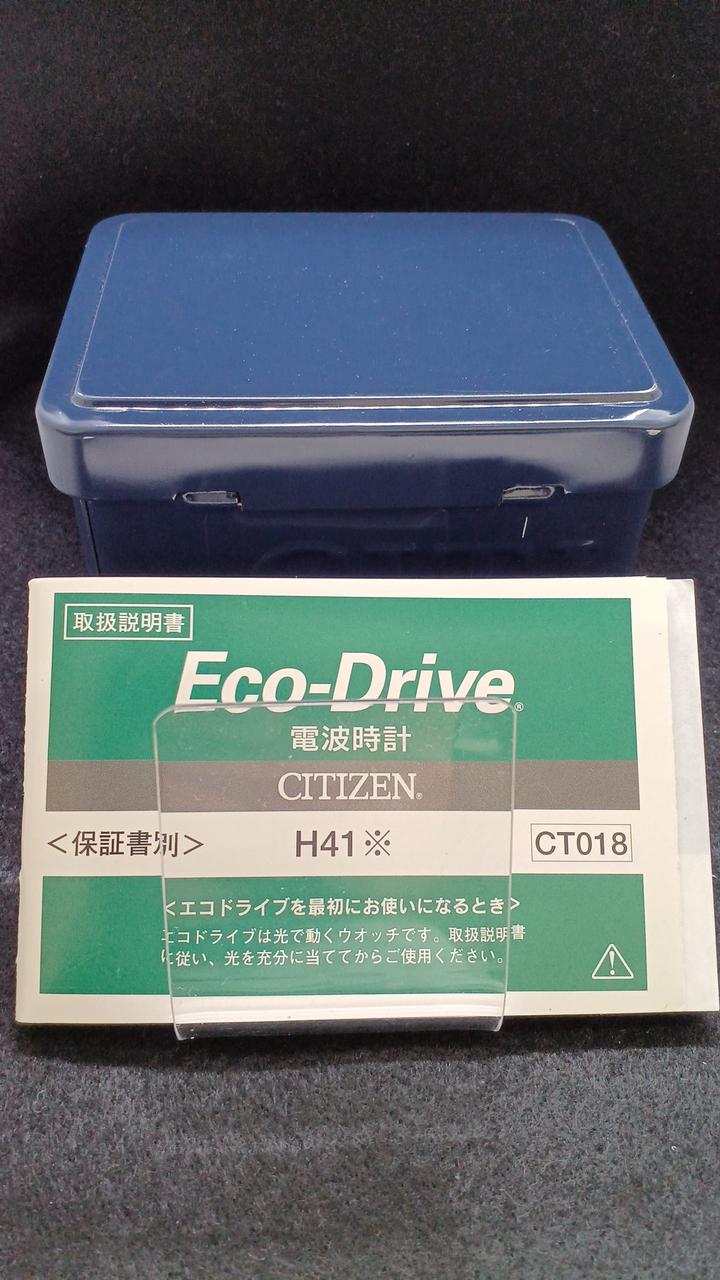 取扱説明書
Eco-Drive®
電波時計
CITIZEN®
<保証書別> H41※ CT018
<エコドライブを最初にお使いになるとき>
エコドライブは光で動くウオッチです。取扱説明書
に従い、光を充分に当ててからご使用ください。